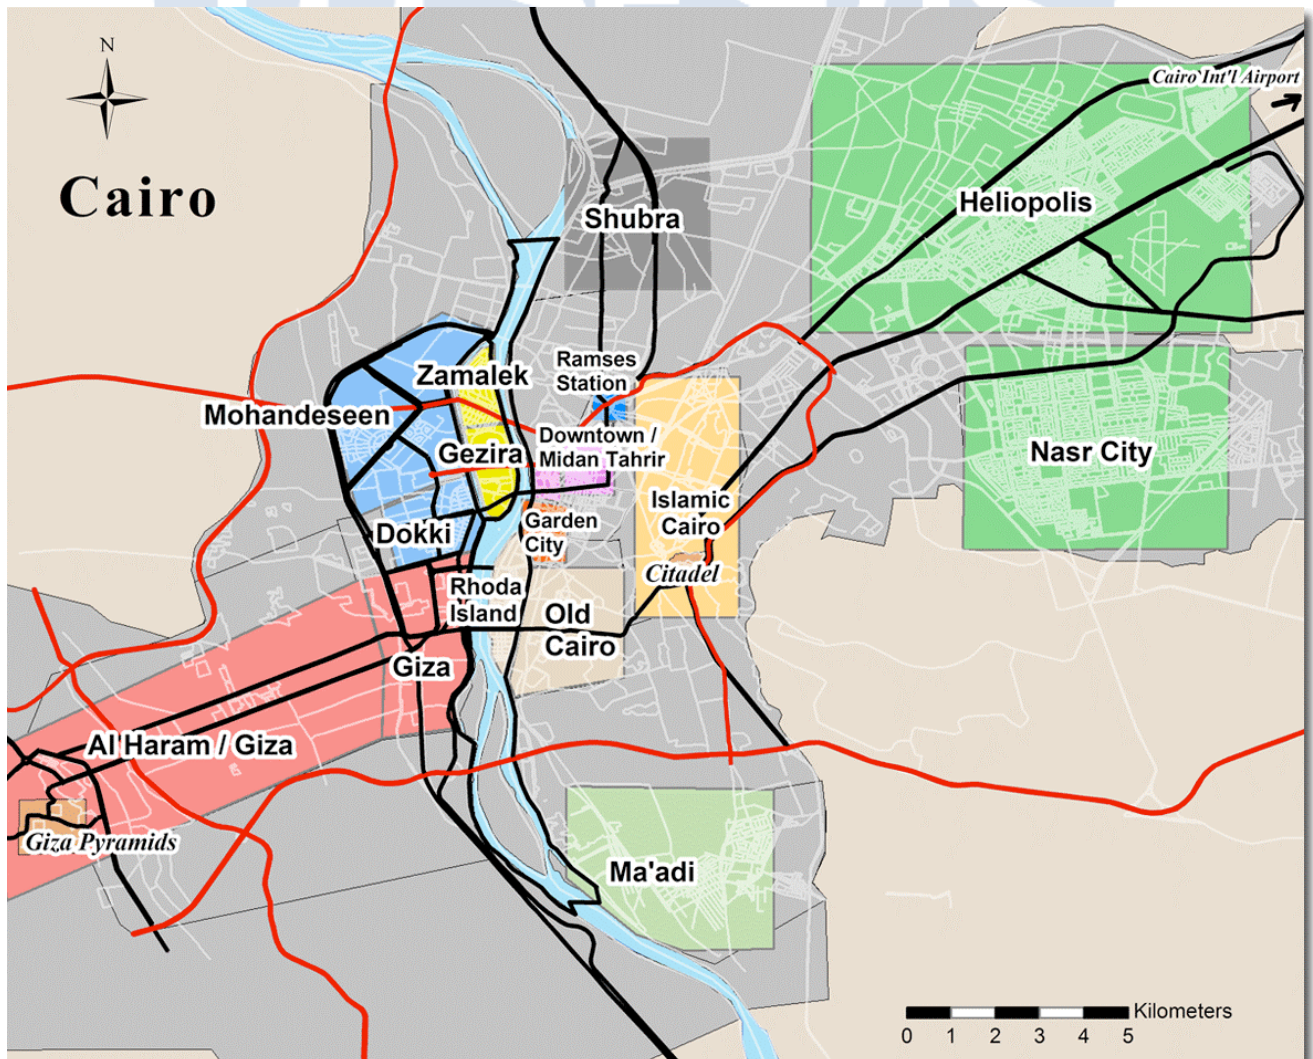 N
Cairo
Cairo Int'l Airport
Heliopolis
Shubra
Zamalek
Ramses
Station
Mohandeseen
Gezira
Downtown /
Midan Tahrir
Nasr City
Islamic
Cairo
Dokki
Garden
City
Citadel
Rhoda
Island
Old
Cairo
Giza
Al Haram / Giza
Giza Pyramids
Ma'adi
Kilometers
0 1 2 3 4 5